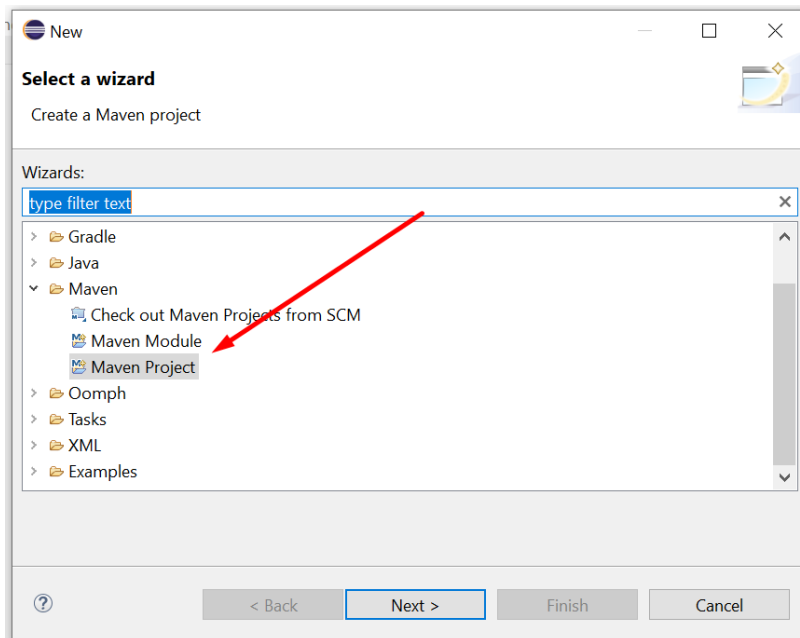 New
Select a wizard
Create a Maven project
Wizards:
type filter text
Gradle
Java
Maven
Check out Maven Projects from SCM
Maven Module
Maven Project
Oomph
Tasks
XML
Examples
?
< Back
Next >
Finish
Cancel